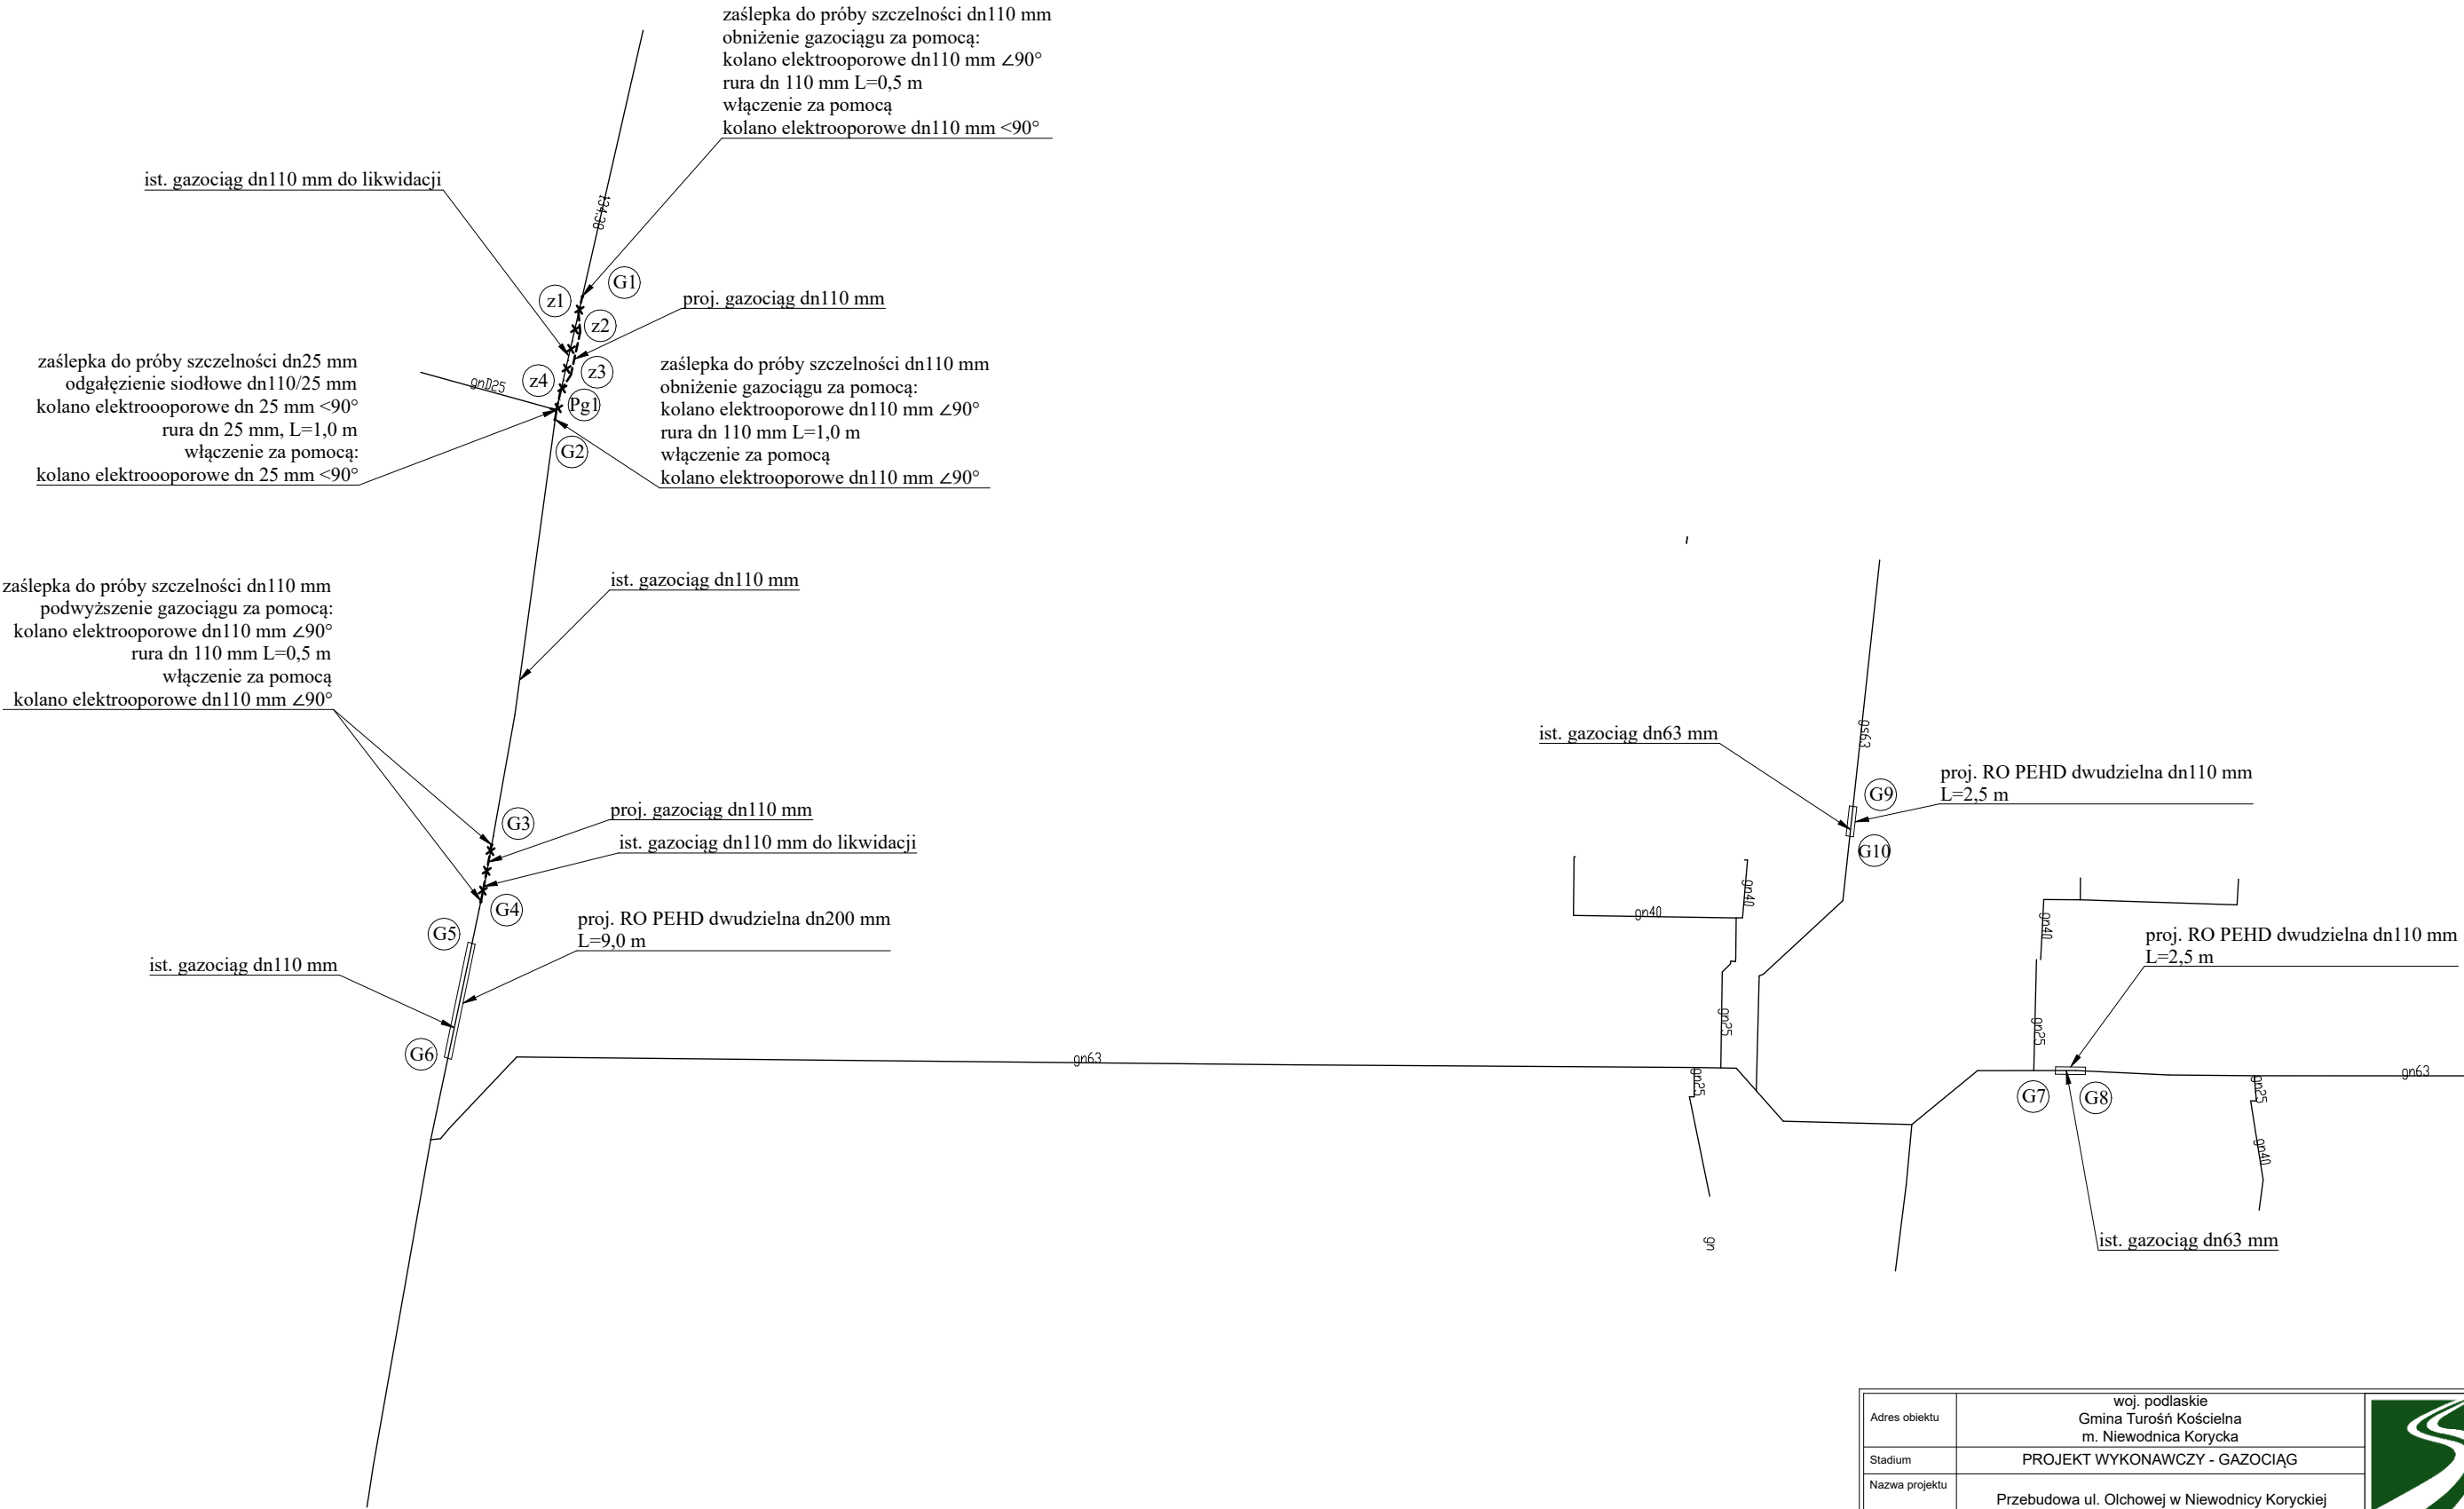 zaślepka do próby szczelności dn110 mm
obniżenie gazociągu za pomocą:
kolano elektrooporowe dn110 mm ∠90°
rura dn 110 mm L=0,5 m
włączenie za pomocą
kolano elektrooporowe dn110 mm <90°
ist. gazociąg dn110 mm do likwidacji
134.30
G1
z1
proj. gazociąg dn110 mm
z2
zaślepka do próby szczelności dn25 mm
odgałęzienie siodłowe dn110/25 mm
kolano elektroooporowe dn 25 mm <90°
rura dn 25 mm, L=1,0 m
włączenie za pomocą:
kolano elektroooporowe dn 25 mm <90°
gnD25
z4
z3
Pg1
G2
zaślepka do próby szczelności dn110 mm
obniżenie gazociągu za pomocą:
kolano elektrooporowe dn110 mm ∠90°
rura dn 110 mm L=1,0 m
włączenie za pomocą
kolano elektrooporowe dn110 mm ∠90°
zaślepka do próby szczelności dn110 mm
podwyższenie gazociągu za pomocą:
kolano elektrooporowe dn110 mm ∠90°
rura dn 110 mm L=0,5 m
włączenie za pomocą
kolano elektrooporowe dn110 mm ∠90°
ist. gazociąg dn110 mm
ist. gazociąg dn63 mm
gs63
proj. RO PEHD dwudzielna dn110 mm
L=2,5 m
G9
G10
G3
proj. gazociąg dn110 mm
ist. gazociąg dn110 mm do likwidacji
G4
G5
proj. RO PEHD dwudzielna dn200 mm
L=9,0 m
ist. gazociąg dn110 mm
G6
gn63
gn40
gn40
gn25
gn25
gn
gn40
gn25
proj. RO PEHD dwudzielna dn110 mm
L=2,5 m
G7
G8
gn25
gn40
gn63
ist. gazociąg dn63 mm
Adres obiektu
woj. podlaskie
Gmina Turośń Kościelna
m. Niewodnica Korycka
Stadium
PROJEKT WYKONAWCZY - GAZOCIĄG
Nazwa projektu
Przebudowa ul. Olchowej w Niewodnicy Koryckiej